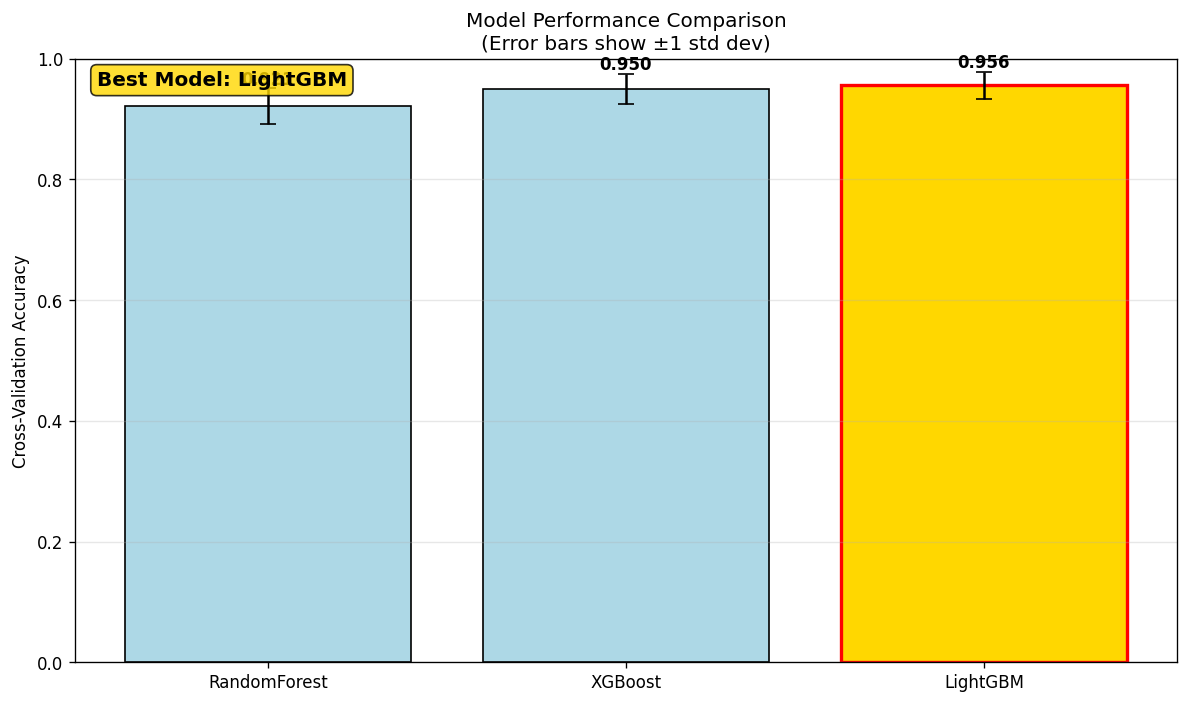 Model Performance Comparison
(Error bars show ±1 std dev)
Best Model: LightGBM
0.950
0.956
1.0
0.8
0.6
0.4
0.2
0.0
Cross-Validation Accuracy
RandomForest
XGBoost
LightGBM